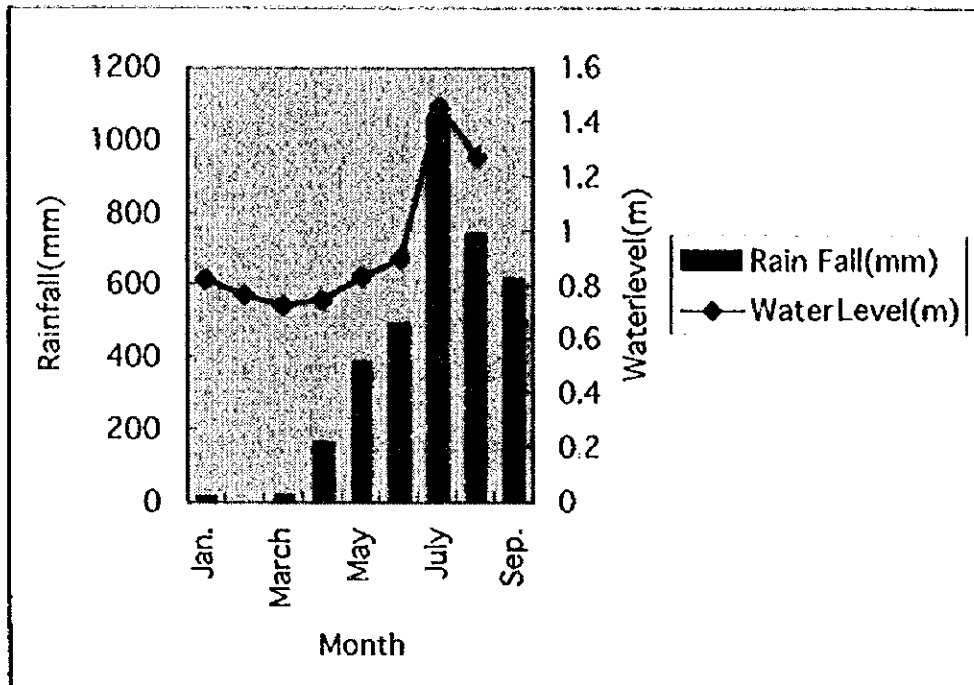 1200
1000
800
600
400
200
0
Rainfall(mm)
1.6
1.4
1.2
1
0.8
0.6
0.4
0.2
0
Waterlevel(m)
Jan.
March
May
July
Sep.
Month
Rain Fall(mm)
Water Level(m)